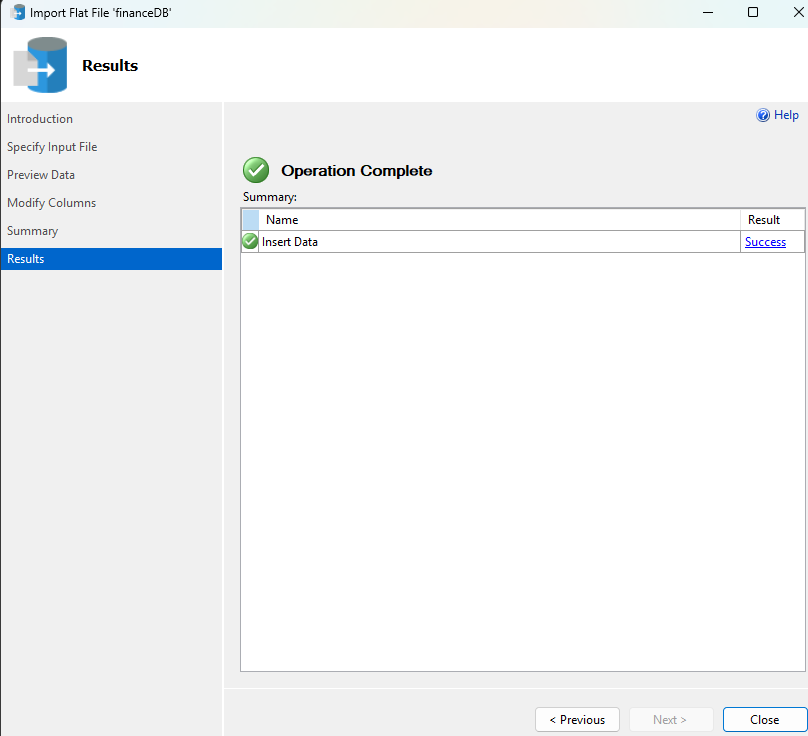 Import Flat File 'financeDB'
Results
Introduction
Specify Input File
Preview Data
Modify Columns
Summary
Results
Help
Operation Complete
Summary:
Name Result
Insert Data Success
< Previous Next > Close